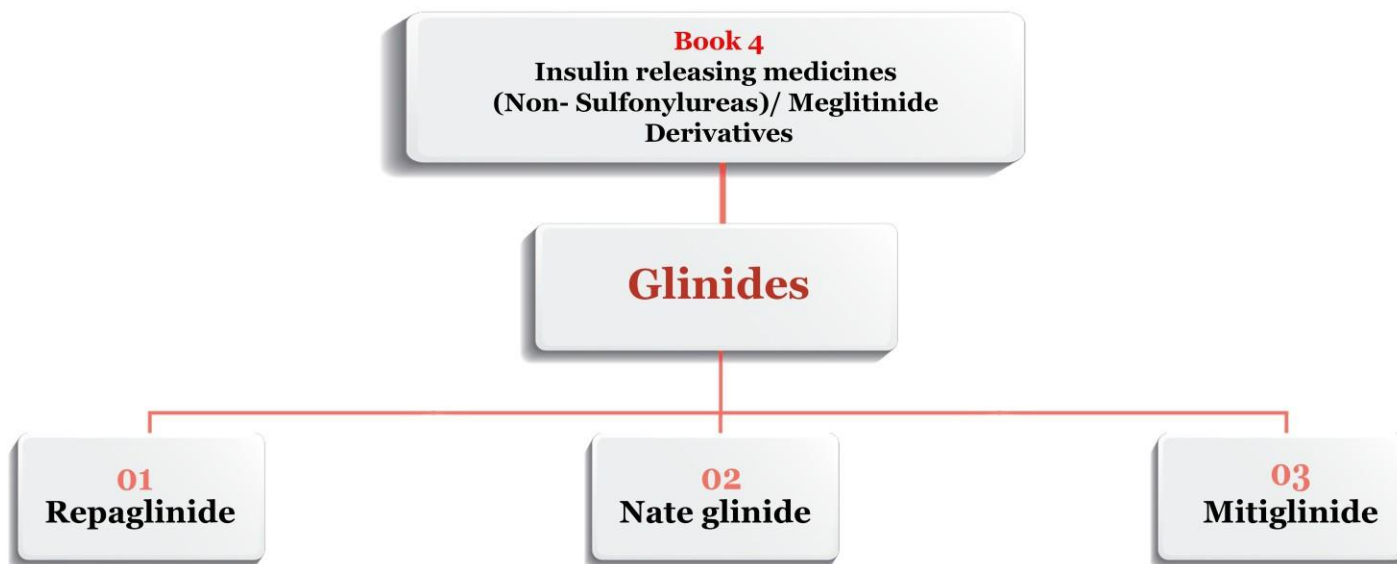 Book 4
Insulin releasing medicines
(Non- Sulfonylureas)/ Meglitinide
Derivatives
Glinides
01
Repaglinide
02
Nate glinide
03
Mitiglinide